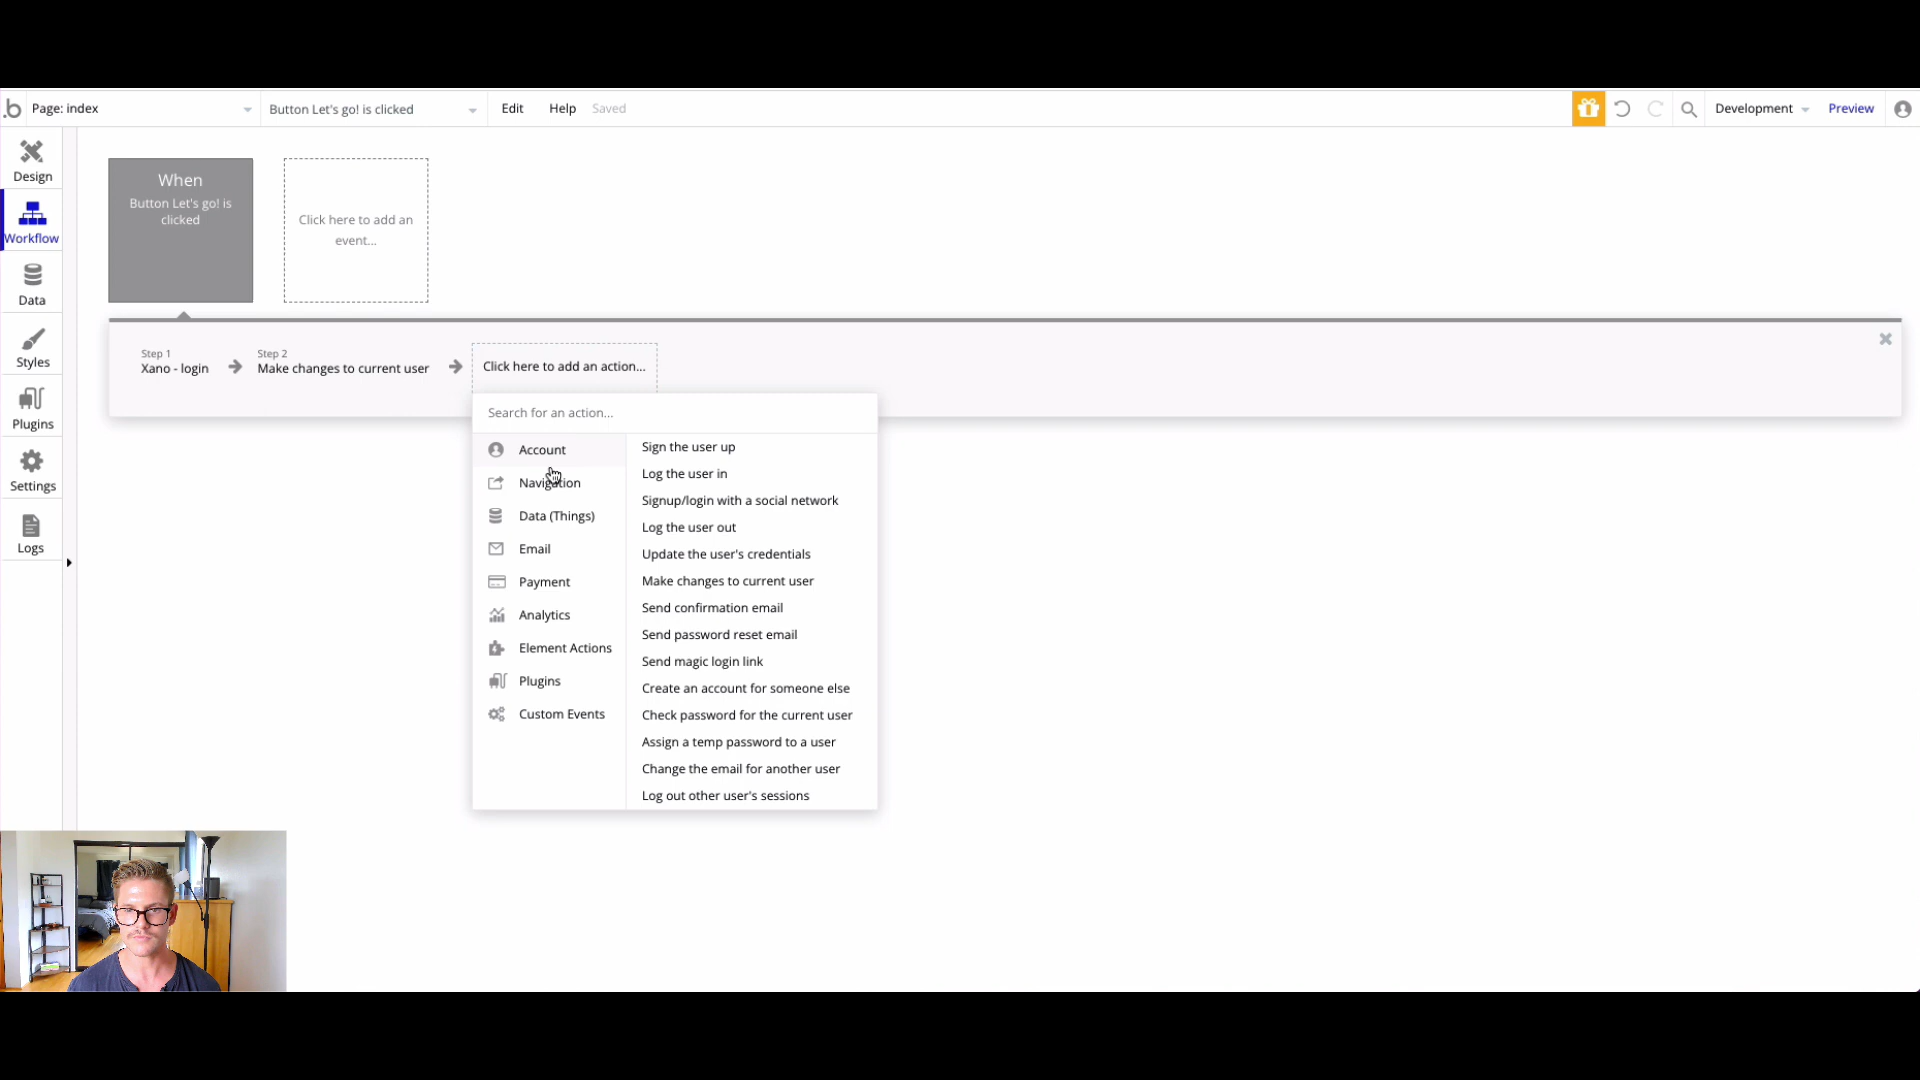 .b Page: index
Button Let's go! is clicked
Edit
Help
Saved
Development
Preview
Design
Workflow
Data
Styles
Plugins
Settings
Logs
When
Button Let's go! is
clicked
Click here to add an
event...
Step 1
Xano - login
Step 2
Make changes to current user
Click here to add an action...
Search for an action...
Account
Navigation
Data (Things)
Email
Payment
Analytics
Element Actions
Plugins
Custom Events
Sign the user up
Log the user in
Signup/login with a social network
Log the user out
Update the user's credentials
Make changes to current user
Send confirmation email
Send password reset email
Send magic login link
Create an account for someone else
Check password for the current user
Assign a temp password to a user
Change the email for another user
Log out other user's sessions